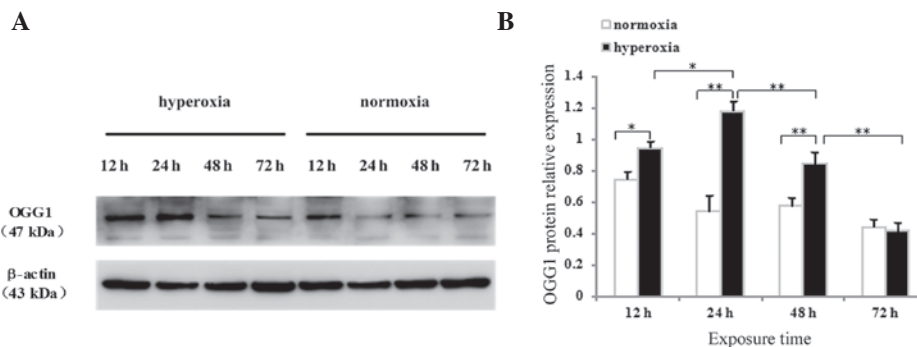 A
hyperoxia
normoxia
12 h 24 h 48 h 72 h 12 h 24 h 48 h 72 h
OGG1
(47 kDa)
β-actin
(43 kDa)
B
normoxia
hyperoxia
OGG1 protein relative expression
1.4
1.2
1
0.8
0.6
0.4
0.2
0
*
*
**
**
**
**
12 h 24 h 48 h 72 h
Exposure time